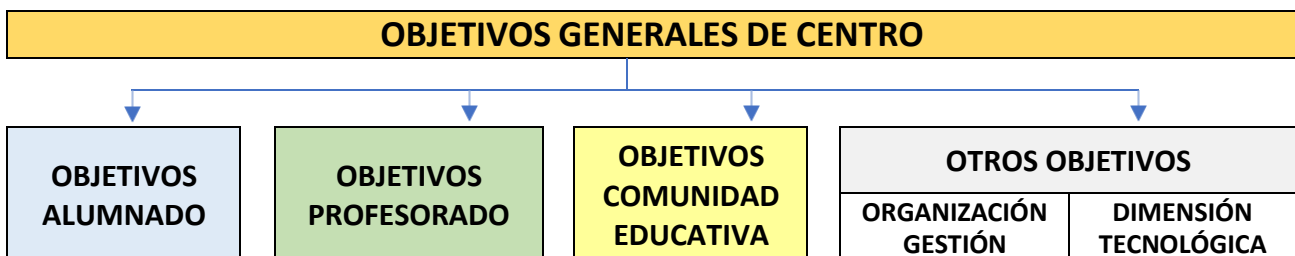 OBJETIVOS GENERALES DE CENTRO
OBJETIVOS
ALUMNADO
OBJETIVOS
PROFESORADO
OBJETIVOS
COMUNIDAD
EDUCATIVA
OTROS OBJETIVOS
ORGANIZACIÓN
GESTIÓN
DIMENSIÓN
TECNOLÓGICA